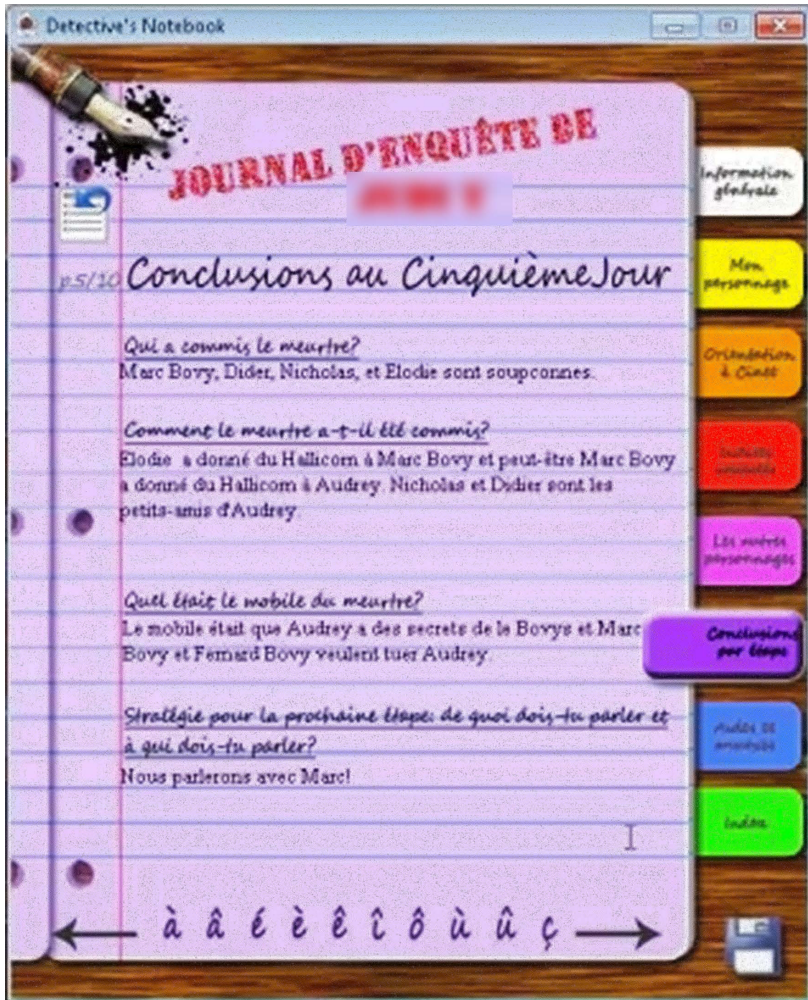 Detective's Notebook
JOURNAL D'ENQUÊTE DE
p.5/10 Conclusions au CinquièmeJour
Qui a commis le meurtre?
Marc Bovy, Dider, Nicholas, et Elodie sont soupconnes.
Comment le meurtre a-t-il été commis?
Elodie a donné du Hallicorn à Marc Bovy et peut-être Marc Bovy
a donné du Hallicorn à Audrey. Nicholas et Didier sont les
petits-amis d'Audrey.
Quel était le mobile du meurtre?
Le mobile était que Audrey a des secrets de le Bovys et Marc
Bovy et Fernard Bovy veulent tuer Audrey.
Stratégie pour la prochaine étape: de quoi dois-tu parler et
à qui dois-tu parler?
Nous parlerons avec Marc!
à â é è ê î ô ù û ç
Information
générale
Mon
personnage
Orientation
à Cinet
Les autres
personnages
Conclusions
par étape
Index